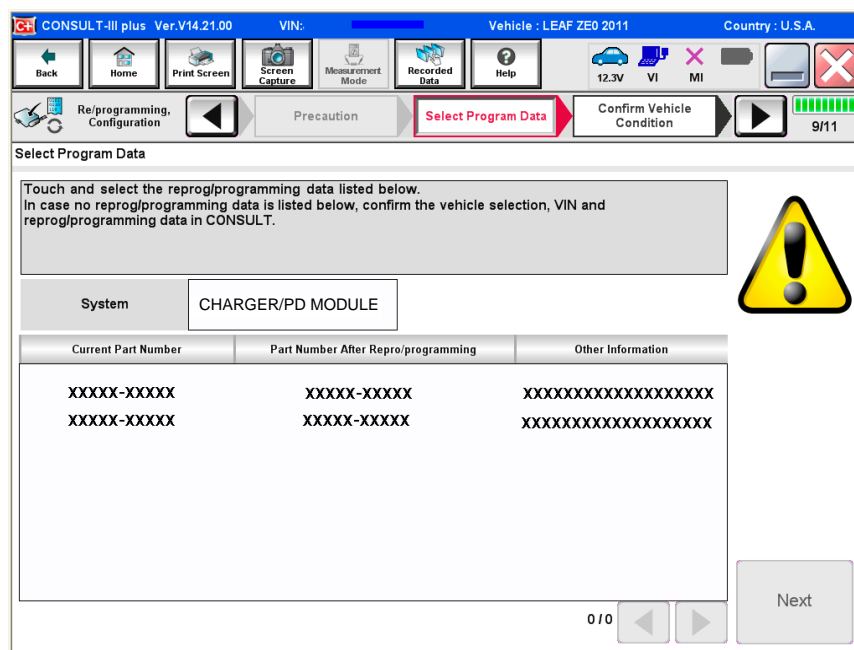 C+ CONSULT-III plus Ver.V14.21.00 VIN: Vehicle : LEAF ZE0 2011 Country : U.S.A.
Back
Home
Print Screen
Screen
Capture
Measurement
Mode
Recorded
Data
Help
12.3V
VI
MI
Re/programming,
Configuration
Precaution
Select Program Data
Confirm Vehicle
Condition
9/11
Select Program Data
Touch and select the reprog/programming data listed below.
In case no reprog/programming data is listed below, confirm the vehicle selection, VIN and
reprog/programming data in CONSULT.
System CHARGER/PD MODULE
Current Part Number Part Number After Repro/programming Other Information
XXXXX-XXXXX XXXXX-XXXXX XXXXXXXXXXXXXXXXXXX
XXXXX-XXXXX XXXXX-XXXXX XXXXXXXXXXXXXXXXXXX
Next
0/0